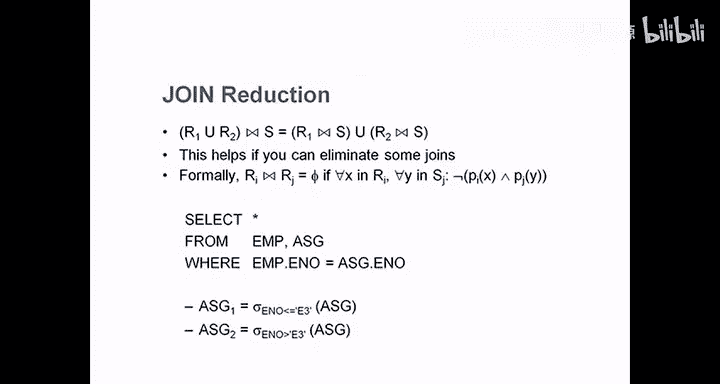 bilibili
JOIN Reduction
• (R₁ U R₂) ⋈ S = (R₁ ⋈ S) U (R₂ ⋈ S)
• This helps if you can eliminate some joins
• Formally, Rᵢ ⋈ Rⱼ = ϕ if ∀x in Rᵢ, ∀y in Sⱼ: ¬(pᵢ(x) ∧ pⱼ(y))
SELECT *
FROM EMP, ASG
WHERE EMP.ENO = ASG.ENO
– ASG₁ = σENO<='E3' (ASG)
– ASG₂ = σENO>'E3' (ASG)